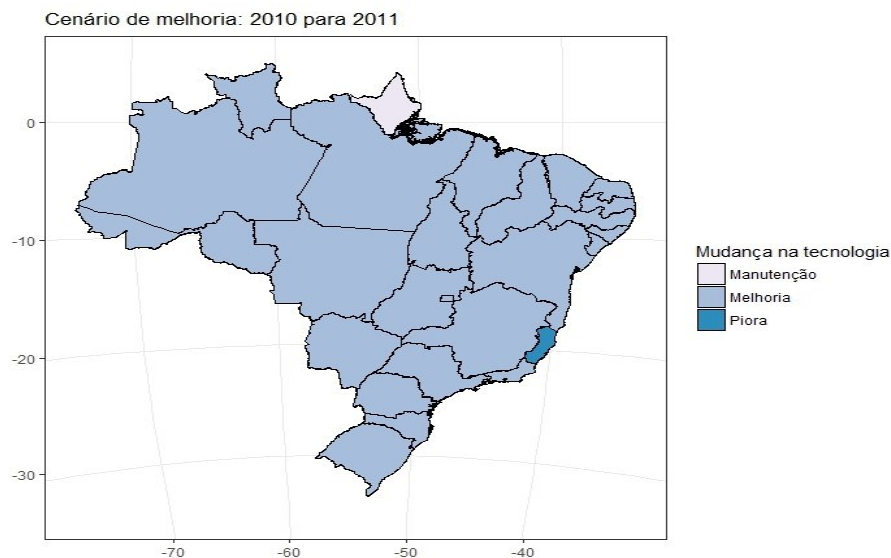 Cenário de melhoria: 2010 para 2011
0
-10
-20
-30
-70
-60
-50
-40
Mudança na tecnologia
Manutenção
Melhoria
Piora